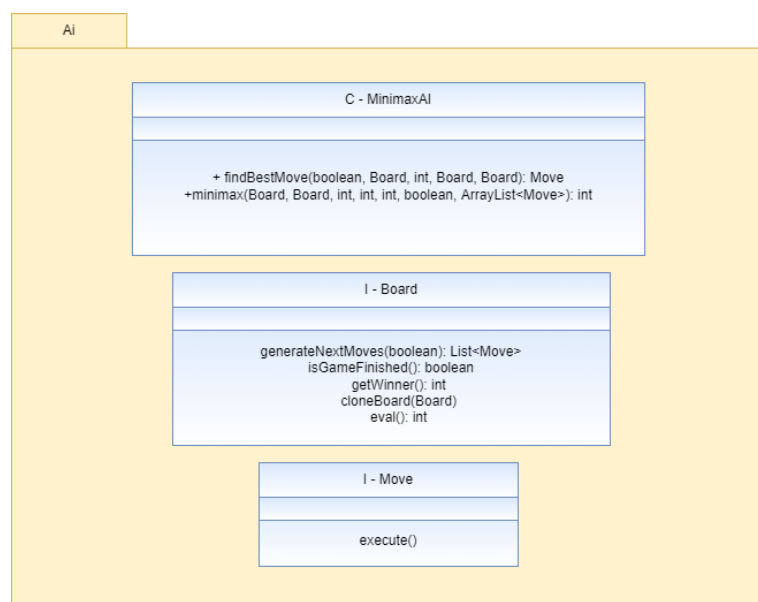 Ai
C - MinimaxAI
+ findBestMove(boolean, Board, int, Board, Board): Move
+minimax(Board, Board, int, int, int, boolean, ArrayList<Move>): int
I - Board
generateNextMoves(boolean): List<Move>
isGameFinished(): boolean
getWinner(): int
cloneBoard(Board)
eval(): int
I - Move
execute()